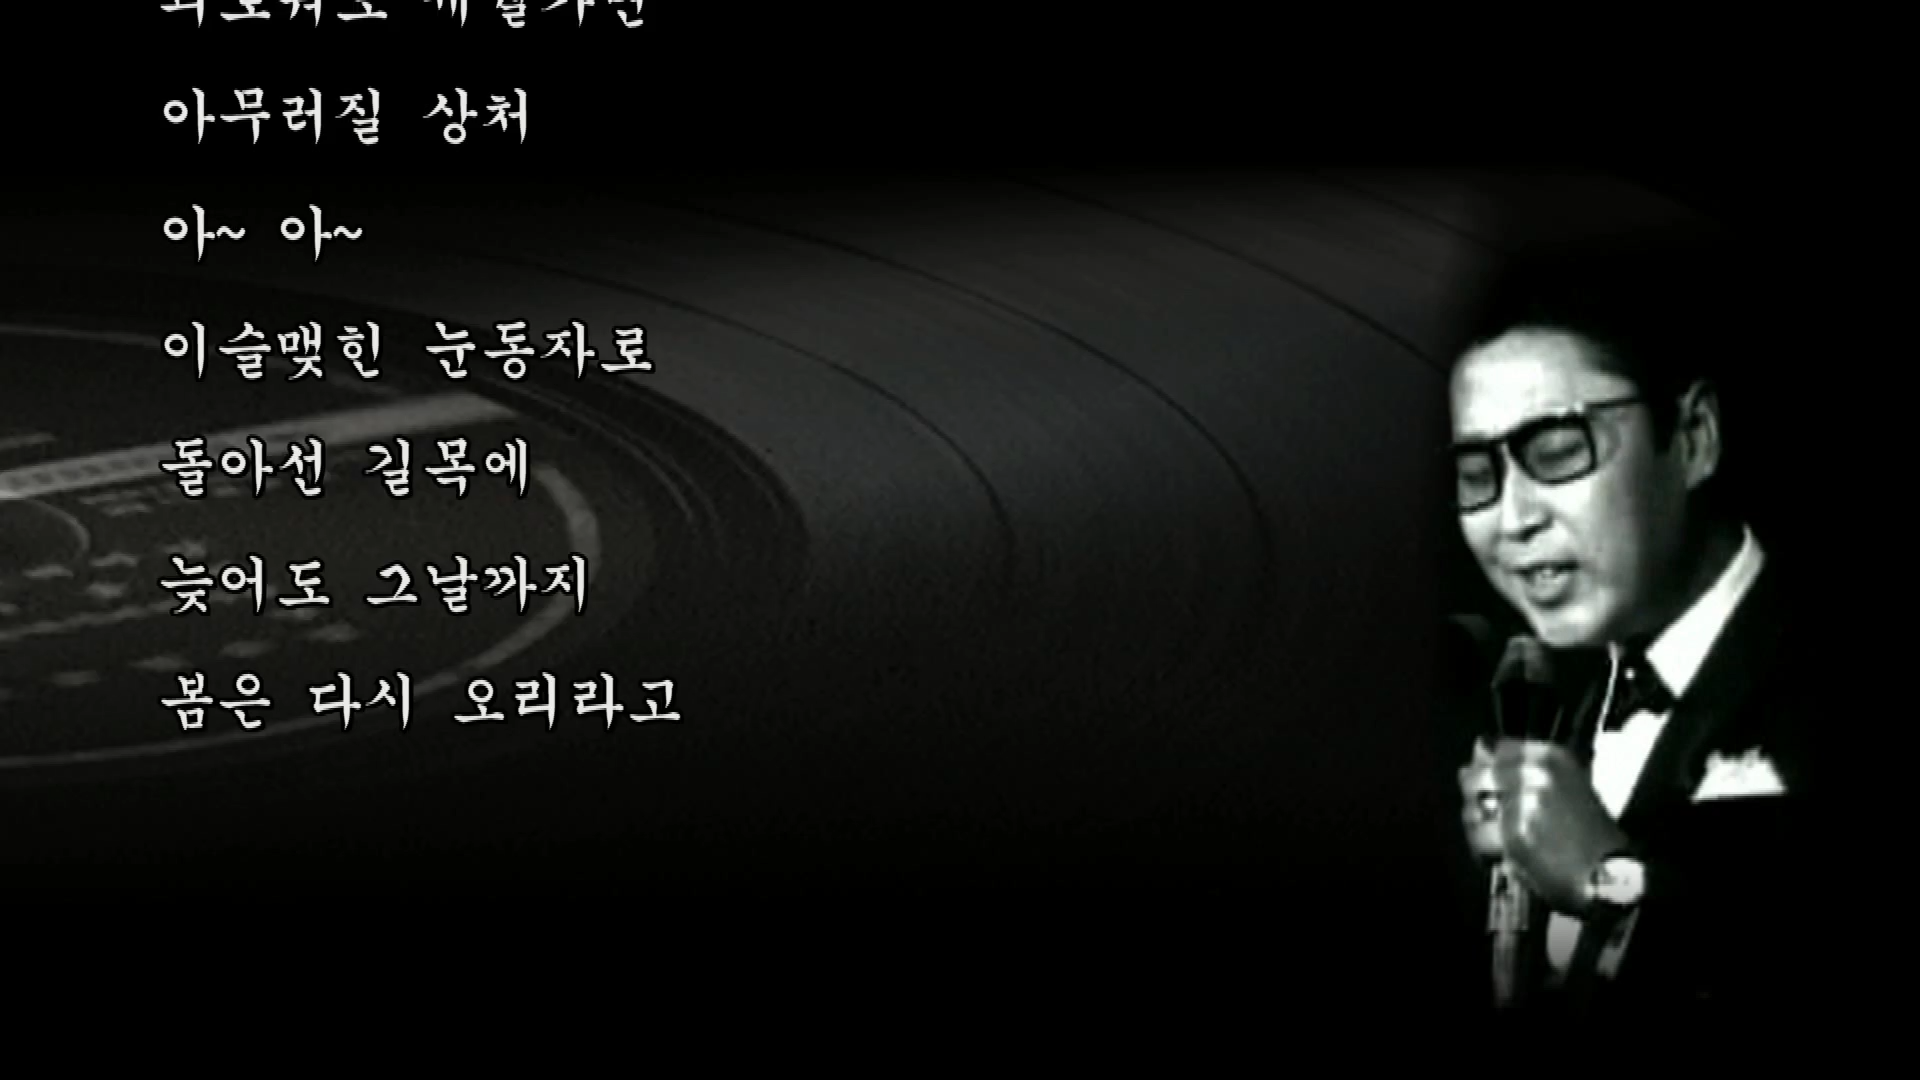 아무러질 상처
아~ 아~
이슬맺힌 눈동자로
돌아선 길목에
늦어도 그날까지
봄은 다시 오리라고